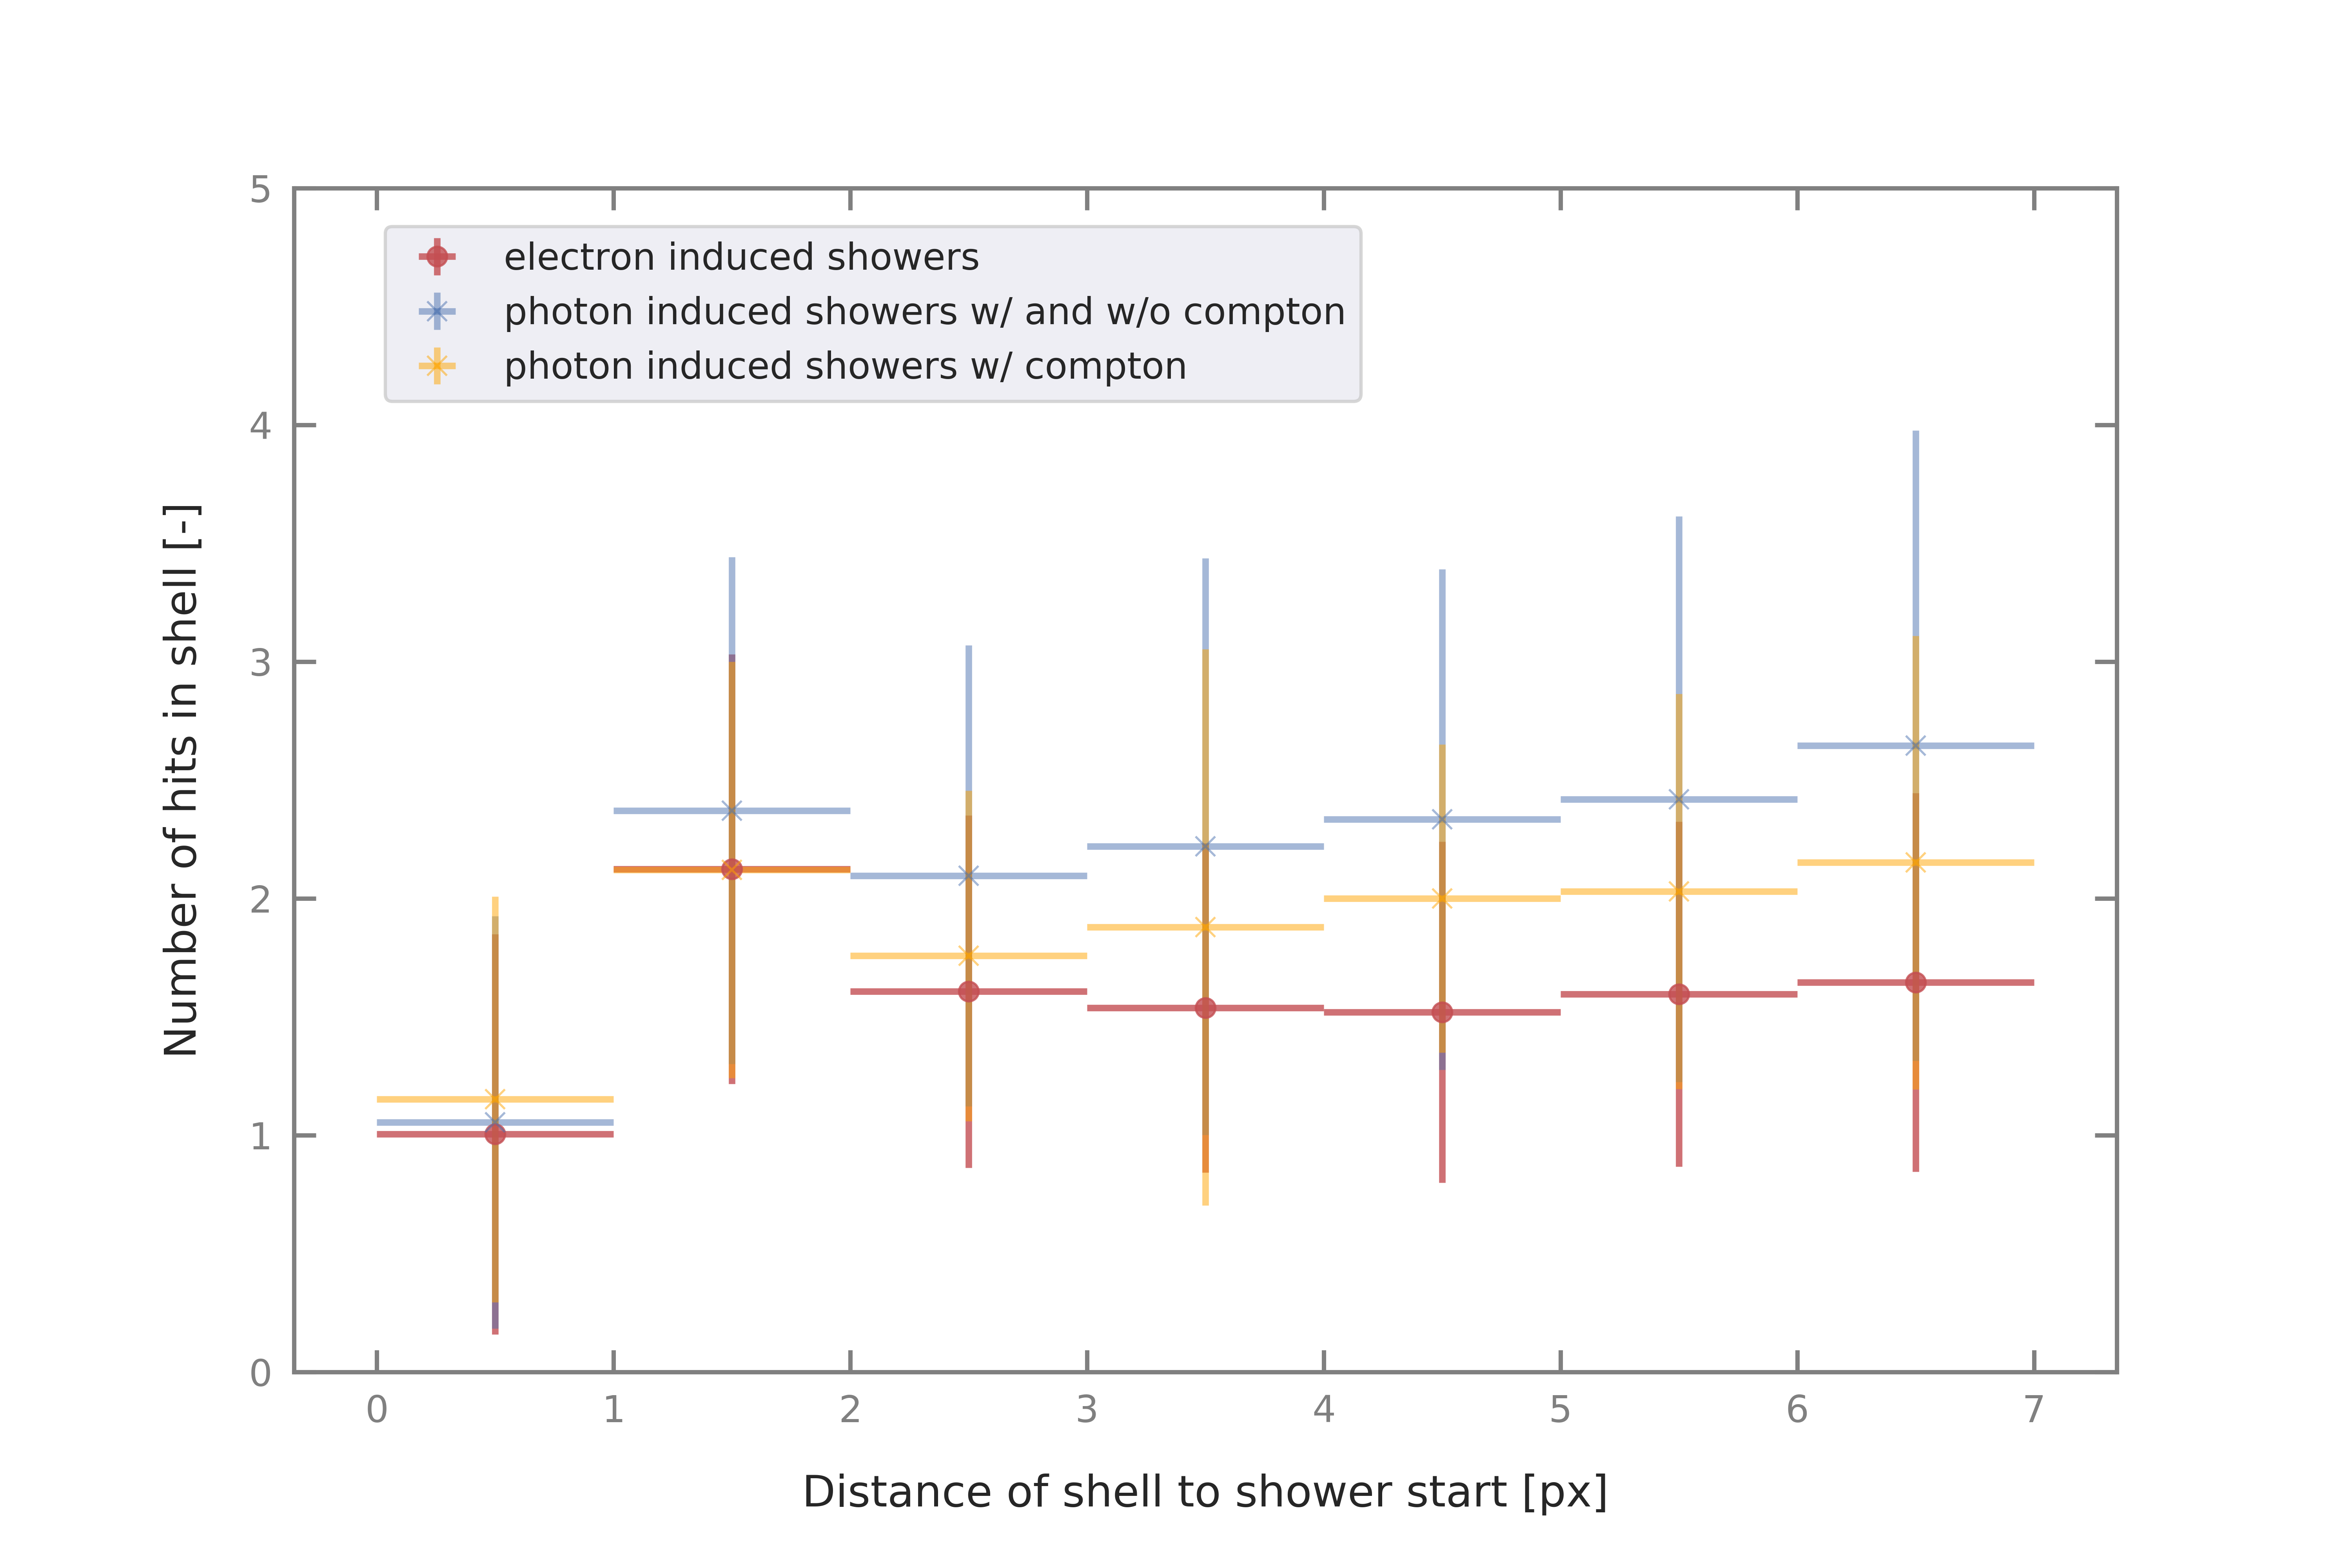 5
electron induced showers
photon induced showers w/ and w/o compton
photon induced showers w/ compton
4
3
2
1
0
Number of hits in shell [-]
0 1 2 3 4 5 6 7
Distance of shell to shower start [px]